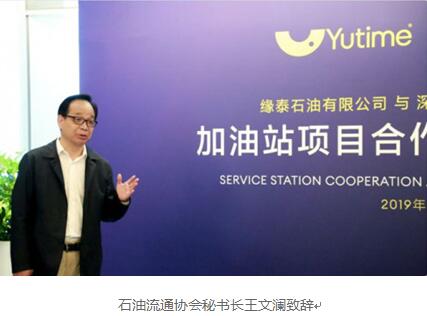 Yutime®
缘泰石油有限公司 与 深
加油站项目合作
SERVICE STATION COOPERATION
2019年
石油流通协会秘书长王文澜致辞